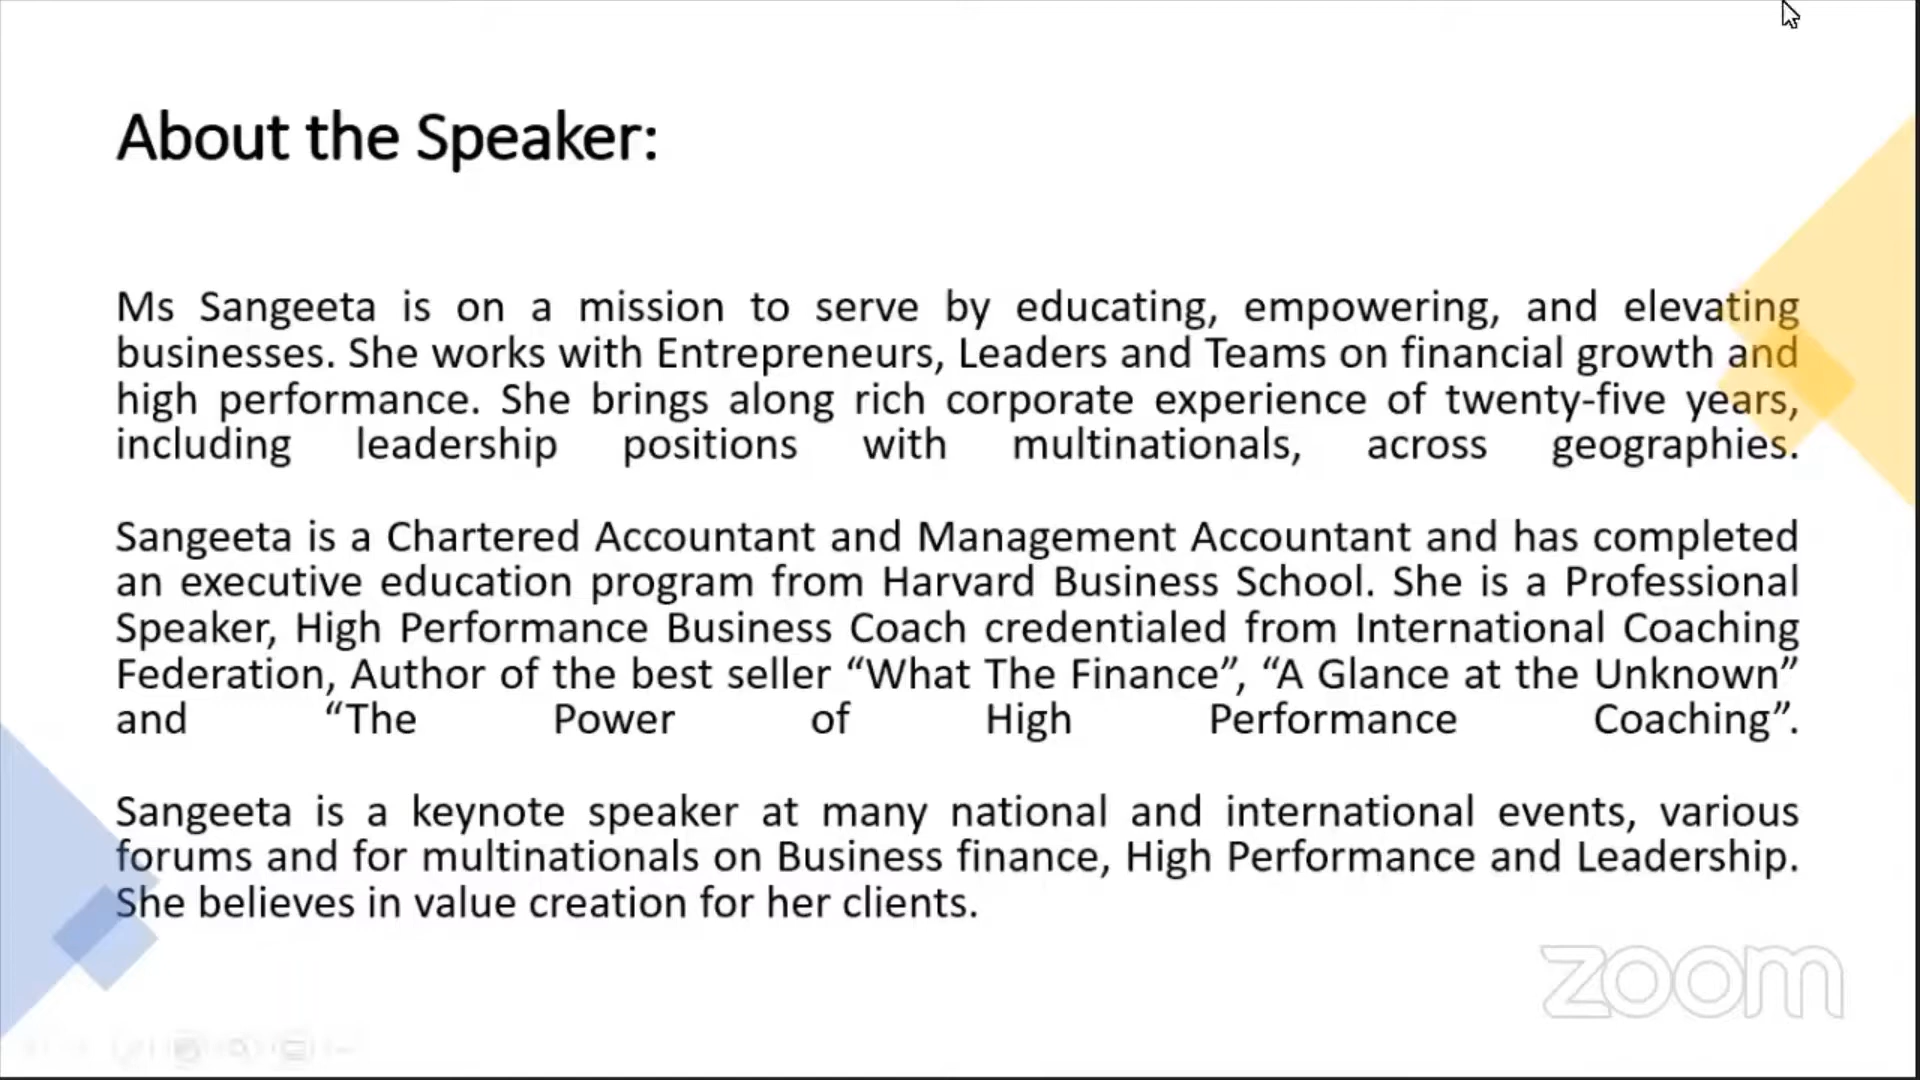 About the Speaker:
Ms Sangeeta is on a mission to serve by educating, empowering, and elevating
businesses. She works with Entrepreneurs, Leaders and Teams on financial growth and
high performance. She brings along rich corporate experience of twenty-five years,
including leadership positions with multinationals, across geographies.
Sangeeta is a Chartered Accountant and Management Accountant and has completed
an executive education program from Harvard Business School. She is a Professional
Speaker, High Performance Business Coach credentialed from International Coaching
Federation, Author of the best seller “What The Finance”, “A Glance at the Unknown”
and “The Power of High Performance Coaching”.
Sangeeta is a keynote speaker at many national and international events, various
forums and for multinationals on Business finance, High Performance and Leadership.
She believes in value creation for her clients.
zoom